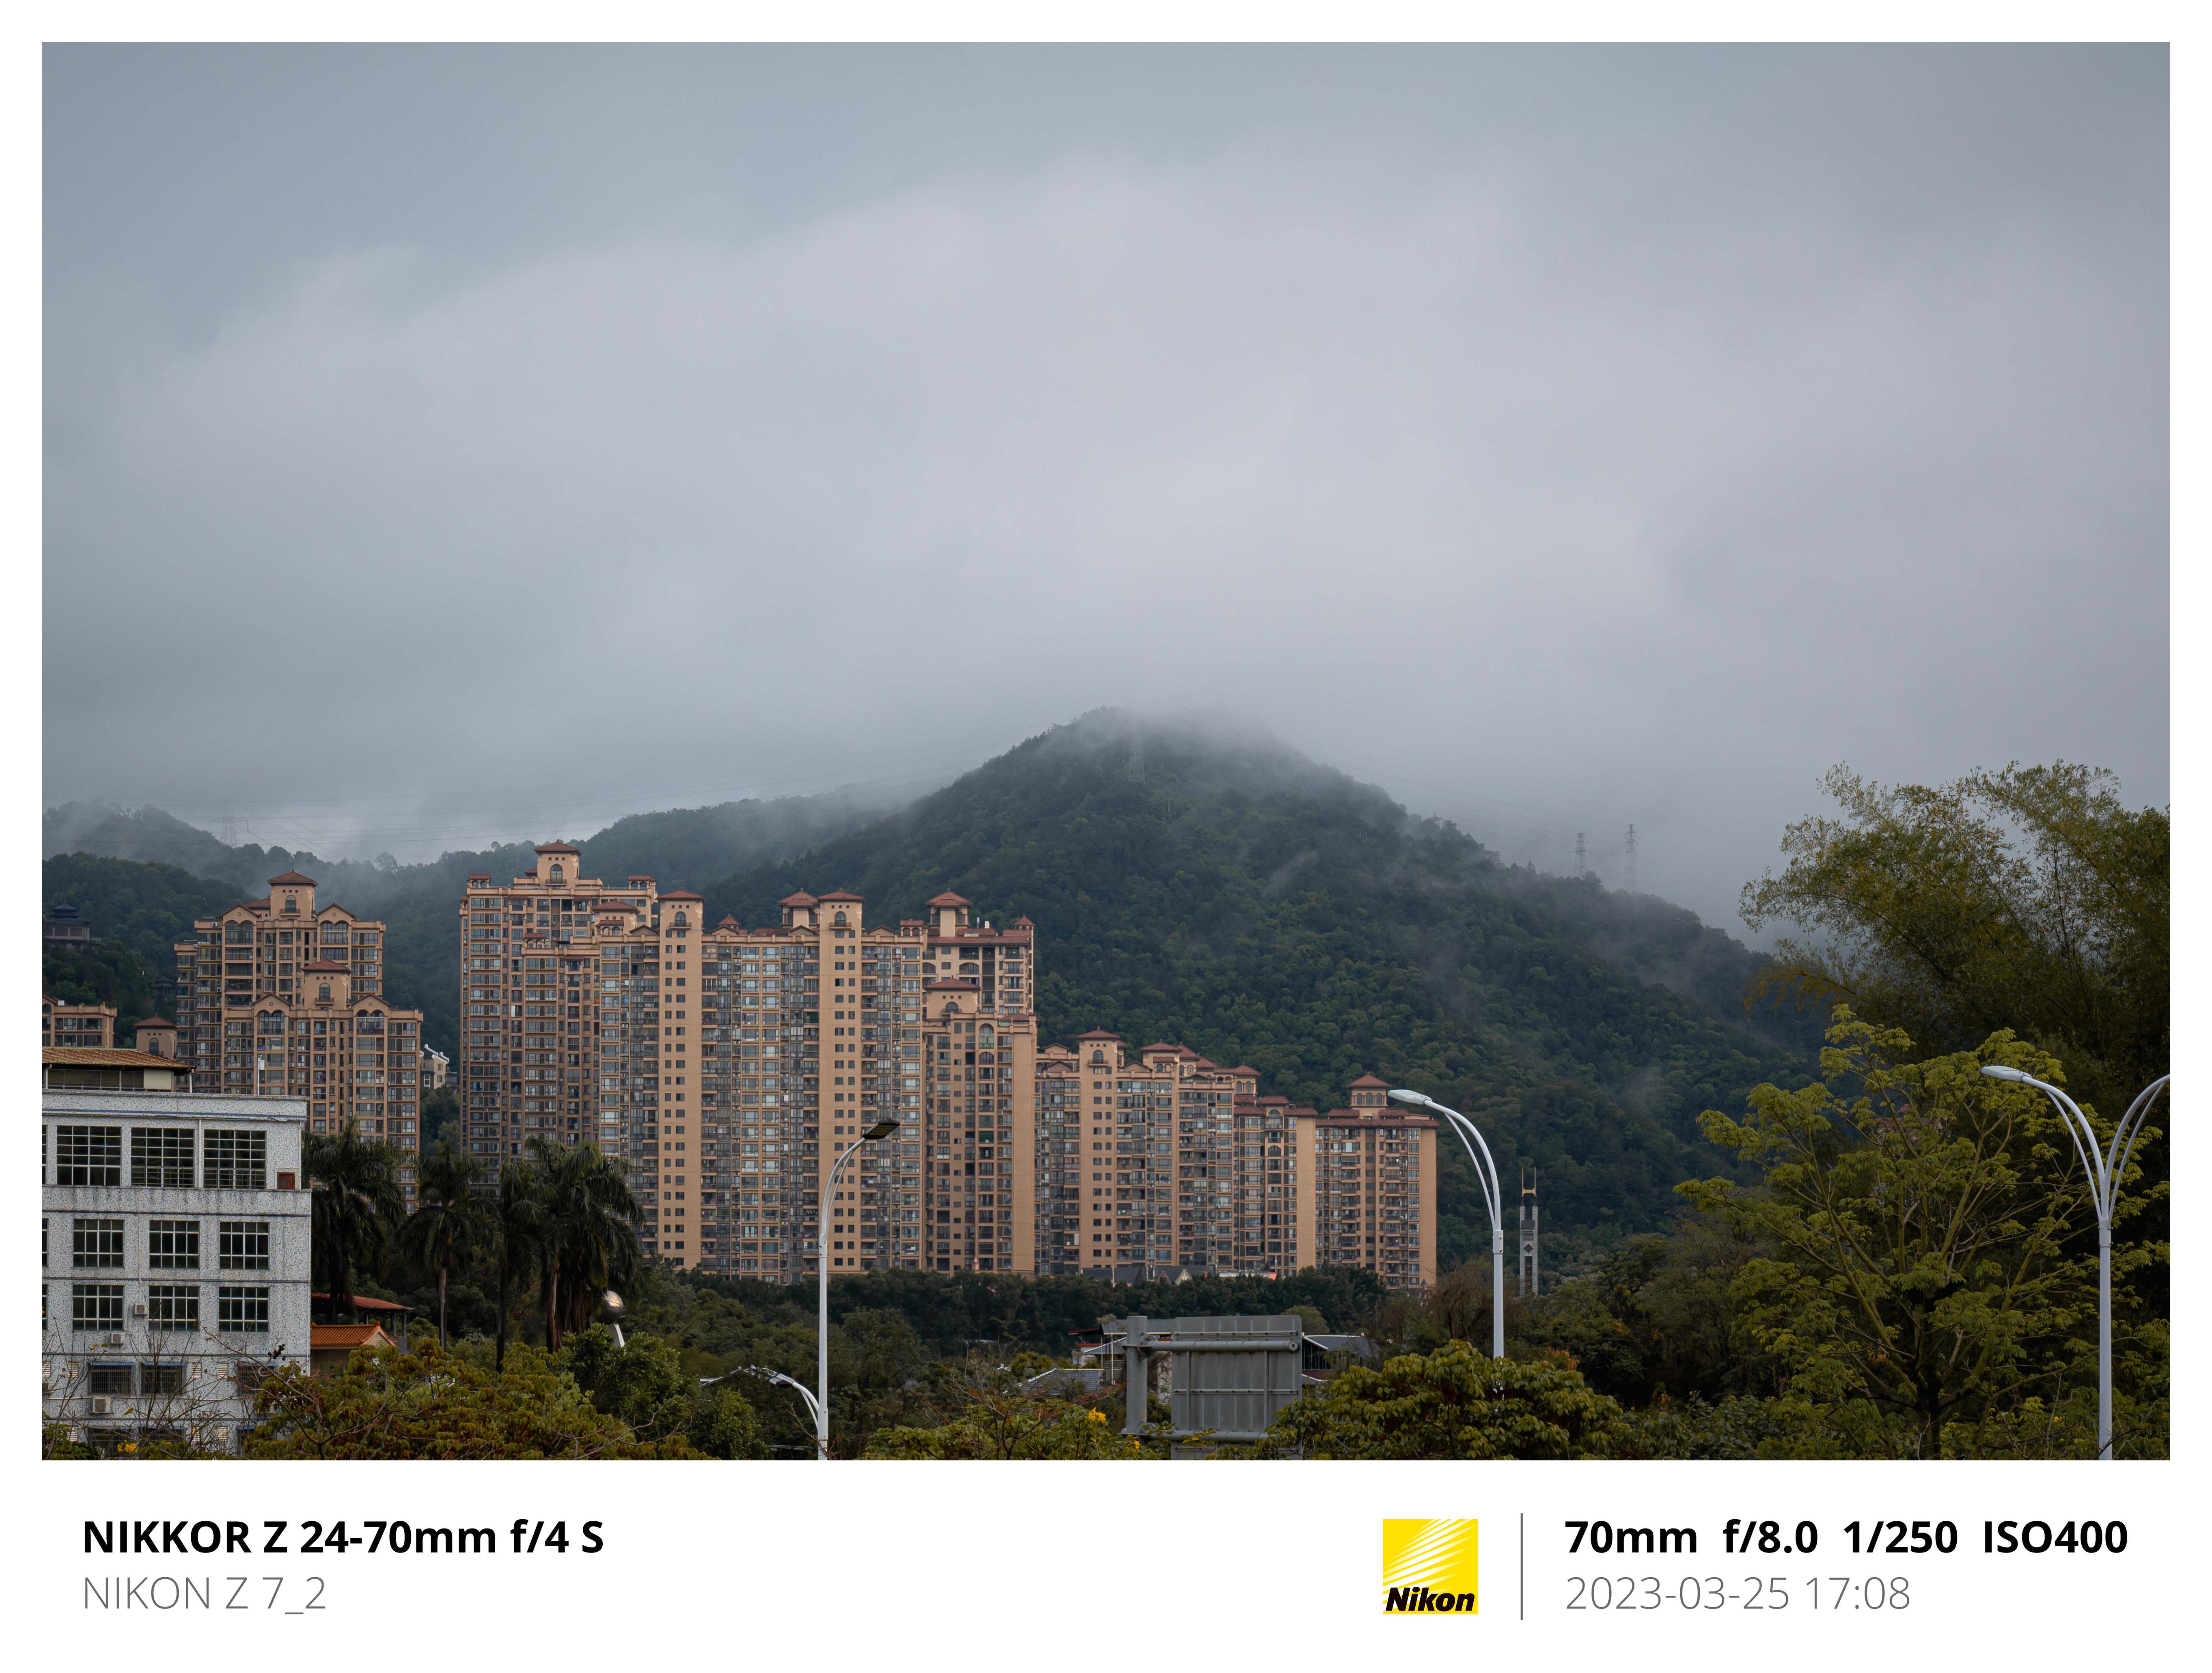 NIKKOR Z 24-70mm f/4 S
NIKON Z 7_2
Nikon
70mm f/8.0 1/250 ISO400
2023-03-25 17:08